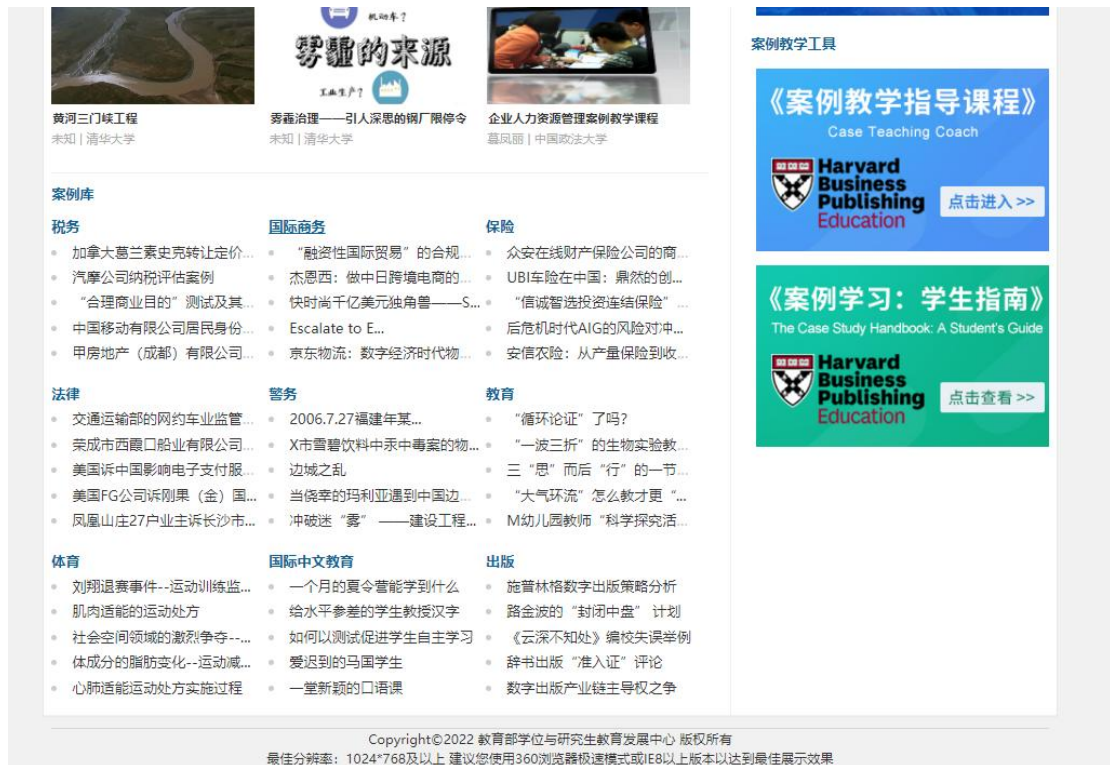 机动车?
雾霾的来源
工业生产?
黄河三门峡工程
未知 | 清华大学
雾霾治理——引人深思的钢厂限停令
未知 | 清华大学
企业人力资源管理案例教学课程
慕凤丽 | 中国政法大学
案例库
税务
加拿大葛兰素史克转让定价...
汽摩公司纳税评估案例
“合理商业目的”测试及其...
中国移动有限公司居民身份...
甲房地产（成都）有限公司...
国际商务
“融资性国际贸易”的合规...
杰恩西：做中日跨境电商的...
快时尚千亿美元独角兽——S...
Escalate to E...
京东物流：数字经济时代物...
保险
众安在线财产保险公司的商...
UBI车险在中国：鼎然的创...
“信诚智选投资连结保险”...
后危机时代AIG的风险对冲...
安信农险：从产量保险到收...
法律
交通运输部的网约车业监管...
荣成市西霞口船业有限公司...
美国诉中国影响电子支付服...
美国FG公司诉刚果（金）国...
凤凰山庄27户业主诉长沙市...
警务
2006.7.27福建年某...
X市雪碧饮料中汞中毒案的物...
边城之乱
当侥幸的玛利亚遇到中国边...
冲破迷“雾” ——建设工程...
教育
“循环论证”了吗?
“一波三折”的生物实验教...
三“思”而后“行”的一节...
“大气环流”怎么教才更“...
M幼儿园教师“科学探究活...
体育
刘翔退赛事件--运动训练监...
肌肉适能的运动处方
社会空间领域的激烈争夺--...
体成分的脂肪变化--运动减...
心肺适能运动处方实施过程
国际中文教育
一个月的夏令营能学到什么
给水平参差的学生教授汉字
如何以测试促进学生自主学习
爱迟到的马国学生
一堂新颖的口语课
出版
施普林格数字出版策略分析
路金波的“封闭中盘” 计划
《云深不知处》编校失误举例
辞书出版“准入证”评论
数字出版产业链主导权之争
案例教学工具
《案例教学指导课程》
Case Teaching Coach
Harvard
Business
Publishing
Education
点击进入 >>
《案例学习：学生指南》
The Case Study Handbook: A Student's Guide
Harvard
Business
Publishing
Education
点击查看 >>
Copyright©2022 教育部学位与研究生教育发展中心 版权所有
最佳分辨率：1024*768及以上 建议您使用360浏览器极速模式或IE8以上版本以达到最佳展示效果